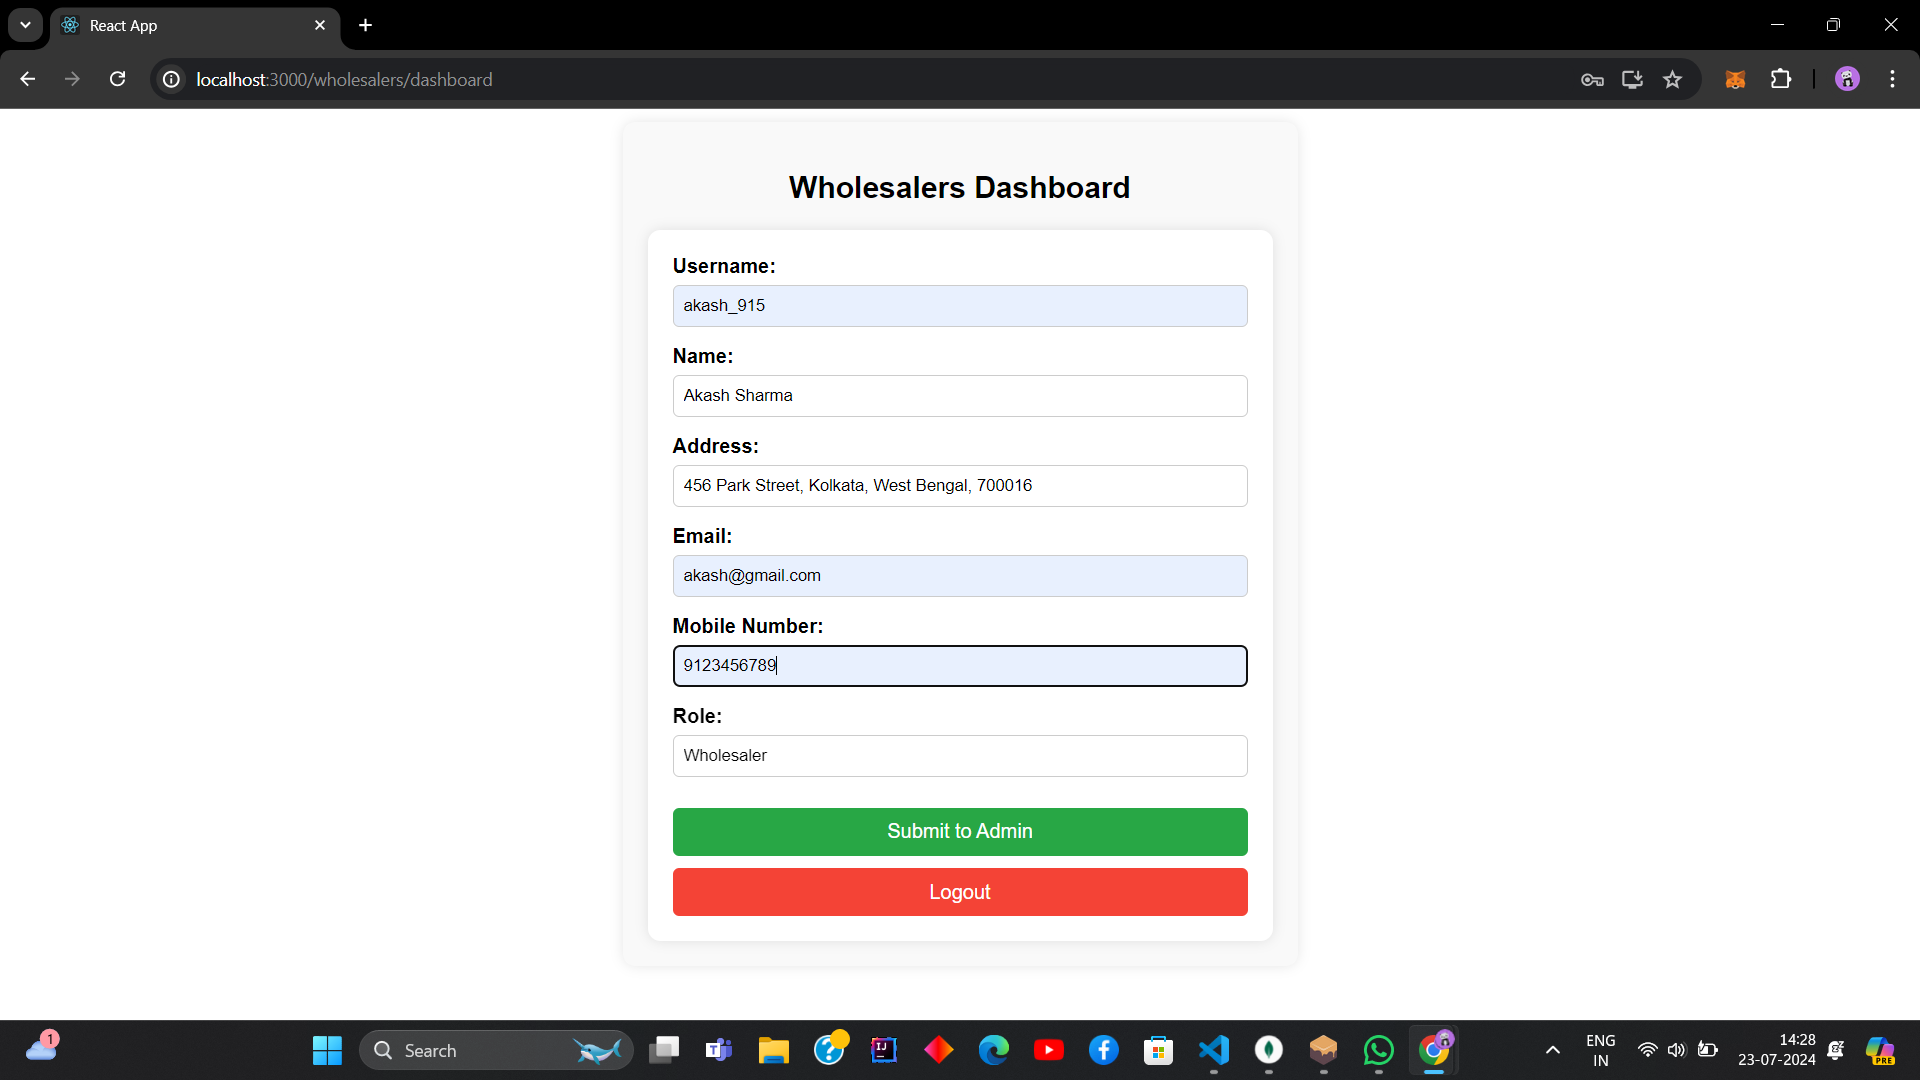 React App
localhost:3000/wholesalers/dashboard
Wholesalers Dashboard
Username:
akash_915
Name:
Akash Sharma
Address:
456 Park Street, Kolkata, West Bengal, 700016
Email:
akash@gmail.com
Mobile Number:
9123456789
Role:
Wholesaler
Submit to Admin
Logout
1
Search
IJ
ENG
IN
14:28
23-07-2024
PRE